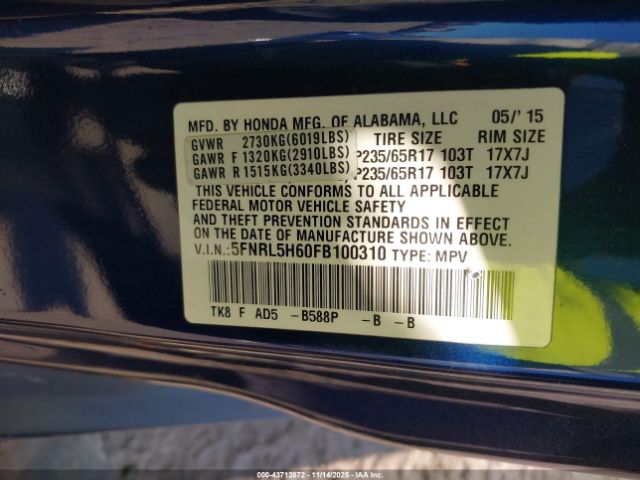 MFD. BY HONDA MFG. OF ALABAMA, LLC 05/' 15
GVWR 2730KG(6019LBS) TIRE SIZE RIM SIZE
GAWR F 1320KG(2910LBS) P235/65R17 103T 17X7J
GAWR R 1515KG(3340LBS) P235/65R17 103T 17X7J
THIS VEHICLE CONFORMS TO ALL APPLICABLE
FEDERAL MOTOR VEHICLE SAFETY
AND THEFT PREVENTION STANDARDS IN EFFECT
ON THE DATE OF MANUFACTURE SHOWN ABOVE.
V.I.N.:5FNRL5H60FB100310 TYPE: MPV
TK8 F AD5 -B588P -B -B
000-43712872 - 11/14/2025 - IAA Inc.